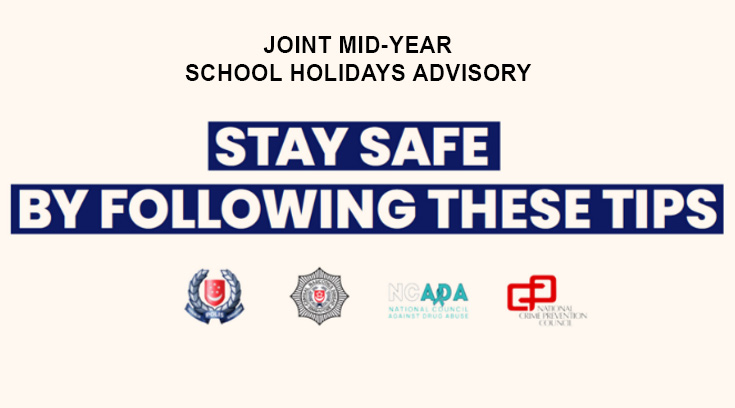 JOINT MID-YEAR
SCHOOL HOLIDAYS ADVISORY
STAY SAFE
BY FOLLOWING THESE TIPS
POLIS
NCADA
NATIONAL COUNCIL
AGAINST DRUG ABUSE
NATIONAL
CRIME PREVENTION
COUNCIL